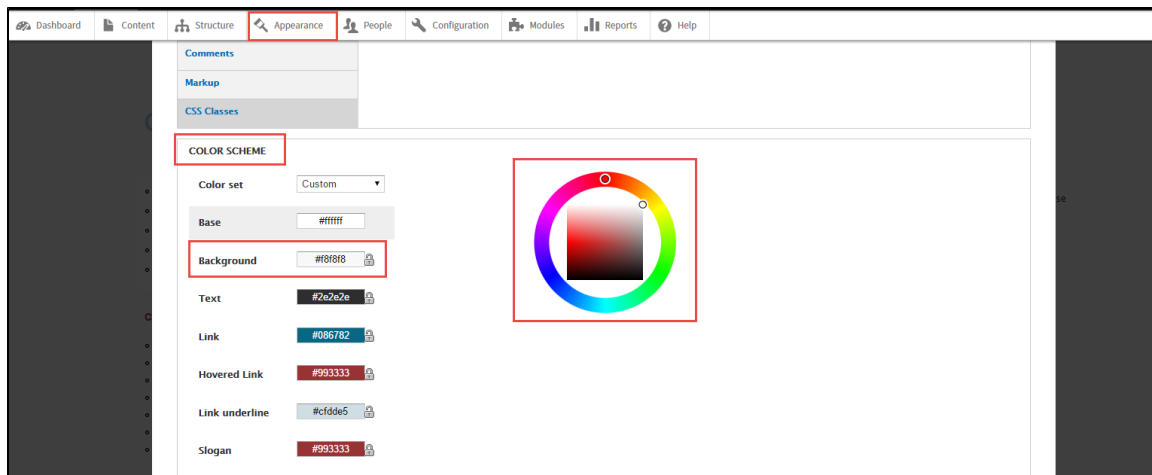 Dashboard Content Structure Appearance People Configuration Modules Reports Help
Comments
Markup
CSS Classes
COLOR SCHEME
Color set Custom
Base #ffffff
Background #f8f8f8
Text #2e2e2e
Link #086782
Hovered Link #993333
Link underline #cfdde5
Slogan #993333
se